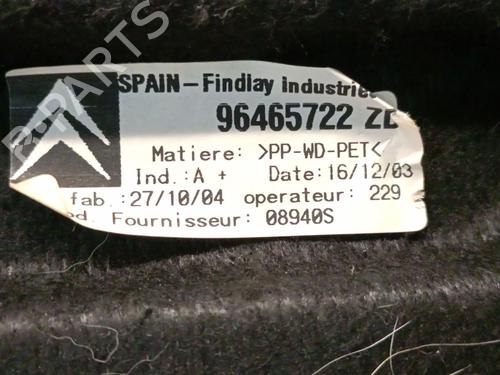 B-PARTS
SPAIN-Findlay industries
96465722
Matiere: >PP-WD-PET<
Ind.:A + Date:16/12/03
fab.:27/10/04 operateur: 229
Fournisseur: 08940S